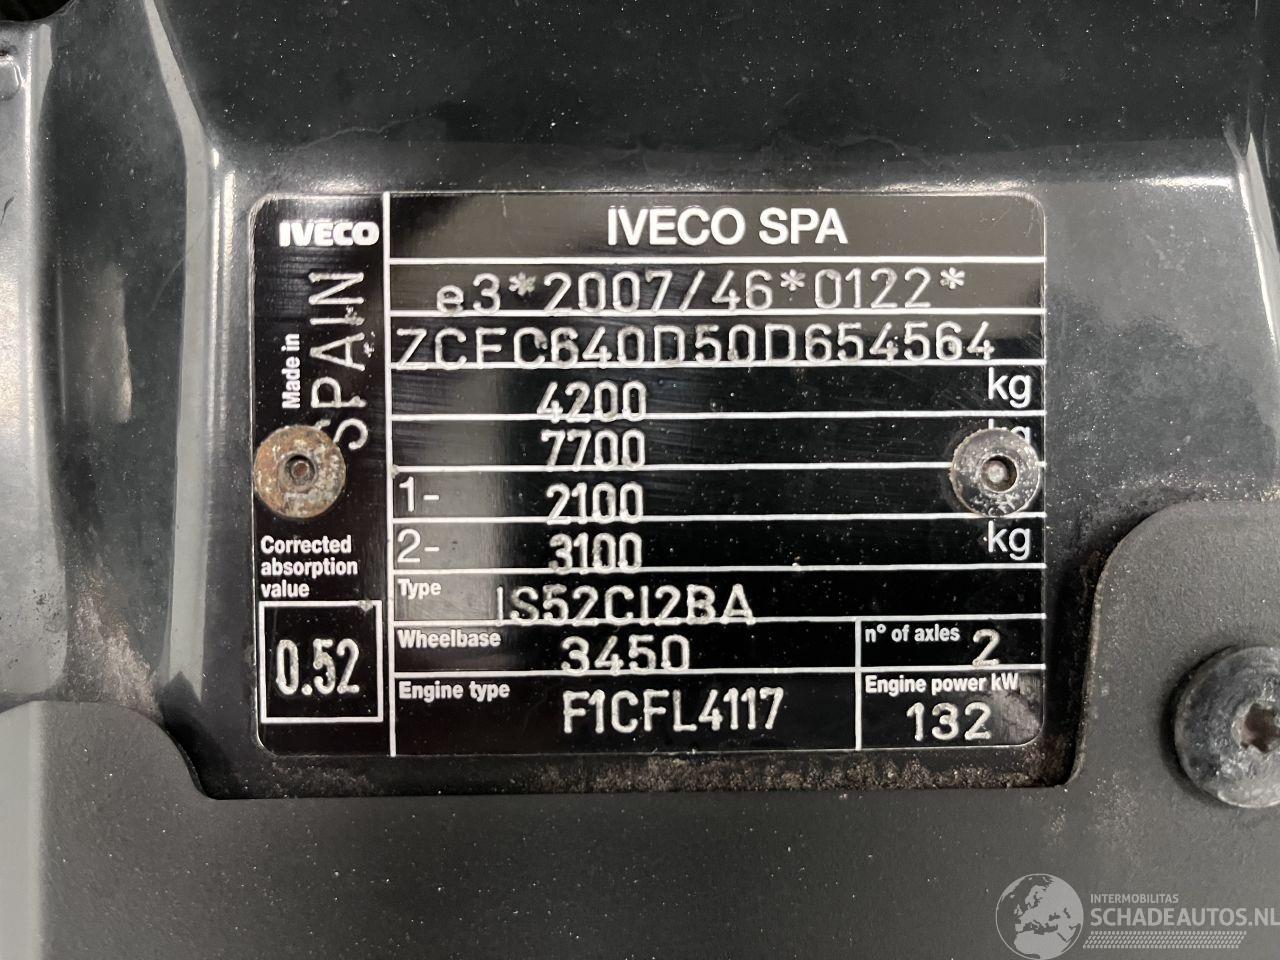 IVECO
IVECO SPA
Made in SPAIN
e3*2007/46*0122*
ZCFC640D50D654564
4200 kg
7700 kg
1- 2100
2- 3100 kg
Corrected
absorption
value
0.52
Type IS52CI2BA
Wheelbase 3450
n° of axles 2
Engine type F1CFL4117
Engine power kW 132
INTERMOBILITAS
SCHADEAUTOS.NL